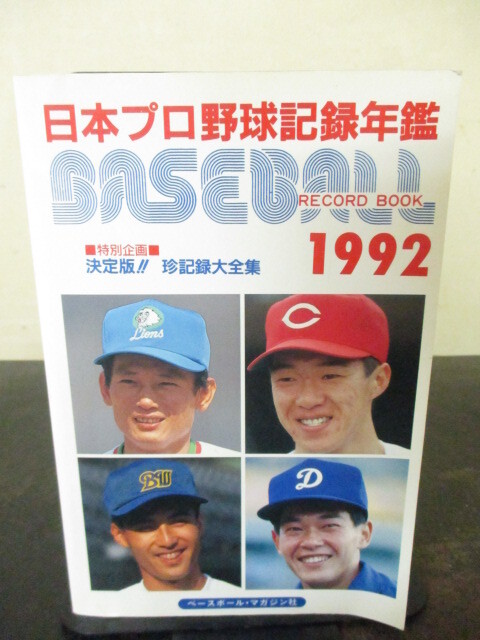 日本プロ野球記録年鑑
BASEBALL
RECORD BOOK
1992
■特別企画■
決定版!! 珍記録大全集
Lions
C
BW
D
ベースボール・マガジン社